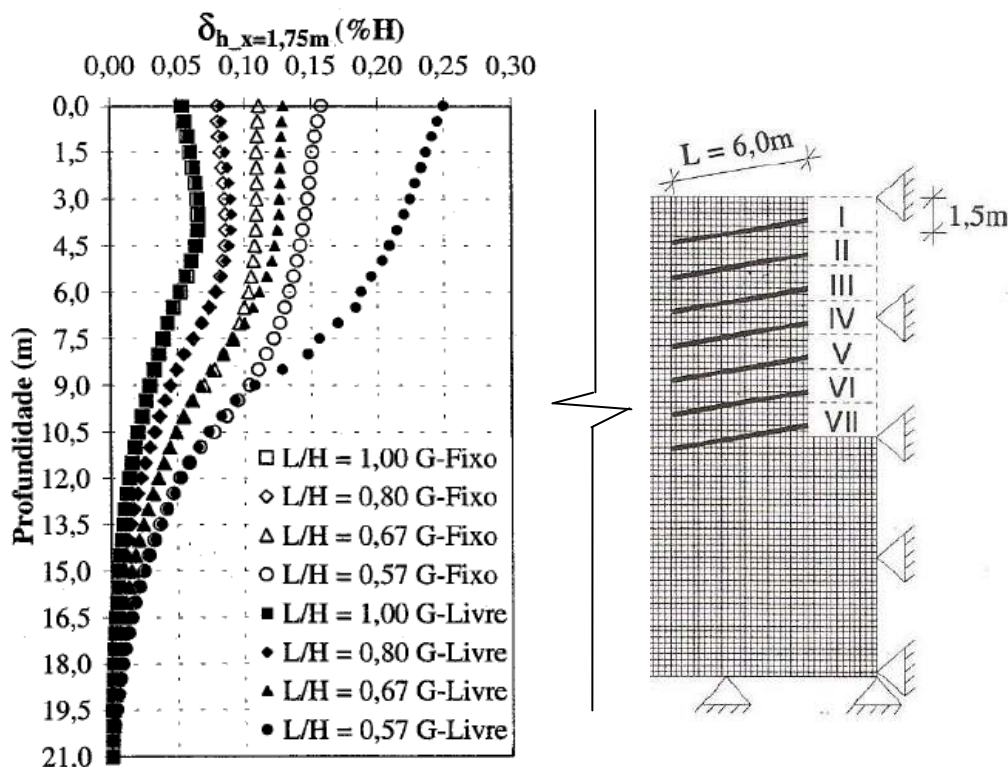 δh_x=1,75m (%H)
0,00 0,05 0,10 0,15 0,20 0,25 0,30
Profundidade (m)
0,0
1,5
3,0
4,5
6,0
7,5
9,0
10,5
12,0
13,5
15,0
16,5
18,0
19,5
21,0
L/H = 1,00 G-Fixo
L/H = 0,80 G-Fixo
L/H = 0,67 G-Fixo
L/H = 0,57 G-Fixo
L/H = 1,00 G-Livre
L/H = 0,80 G-Livre
L/H = 0,67 G-Livre
L/H = 0,57 G-Livre
L = 6,0m
1,5m
I
II
III
IV
V
VI
VII